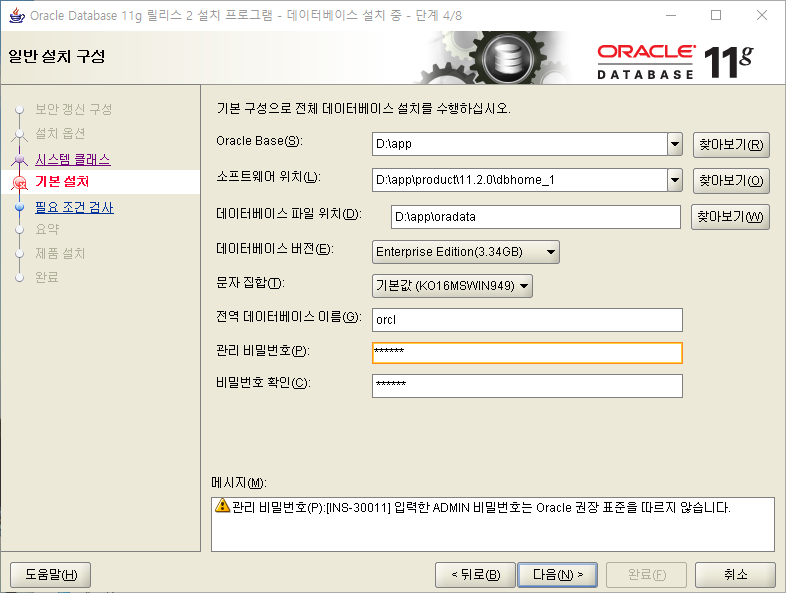 Oracle Database 11g 릴리스 2 설치 프로그램 - 데이터베이스 설치 중 - 단계 4/8
일반 설치 구성
ORACLE
DATABASE
11g
보안 갱신 구성
설치 옵션
시스템 클래스
기본 설치
필요 조건 검사
요약
제품 설치
완료
기본 구성으로 전체 데이터베이스 설치를 수행하십시오.
Oracle Base(S): D:\app 찾아보기(R)
소프트웨어 위치(L): D:\app\product\11.2.0\dbhome_1 찾아보기(O)
데이터베이스 파일 위치(D): D:\app\oradata 찾아보기(W)
데이터베이스 버전(E): Enterprise Edition(3.34GB)
문자 집합(T): 기본값 (KO16MSWIN949)
전역 데이터베이스 이름(G): orcl
관리 비밀번호(P): ******
비밀번호 확인(C): ******
메시지(M):
관리 비밀번호(P):[INS-30011] 입력한 ADMIN 비밀번호는 Oracle 권장 표준을 따르지 않습니다.
도움말(H) < 뒤로(B) 다음(N) > 완료(F) 취소